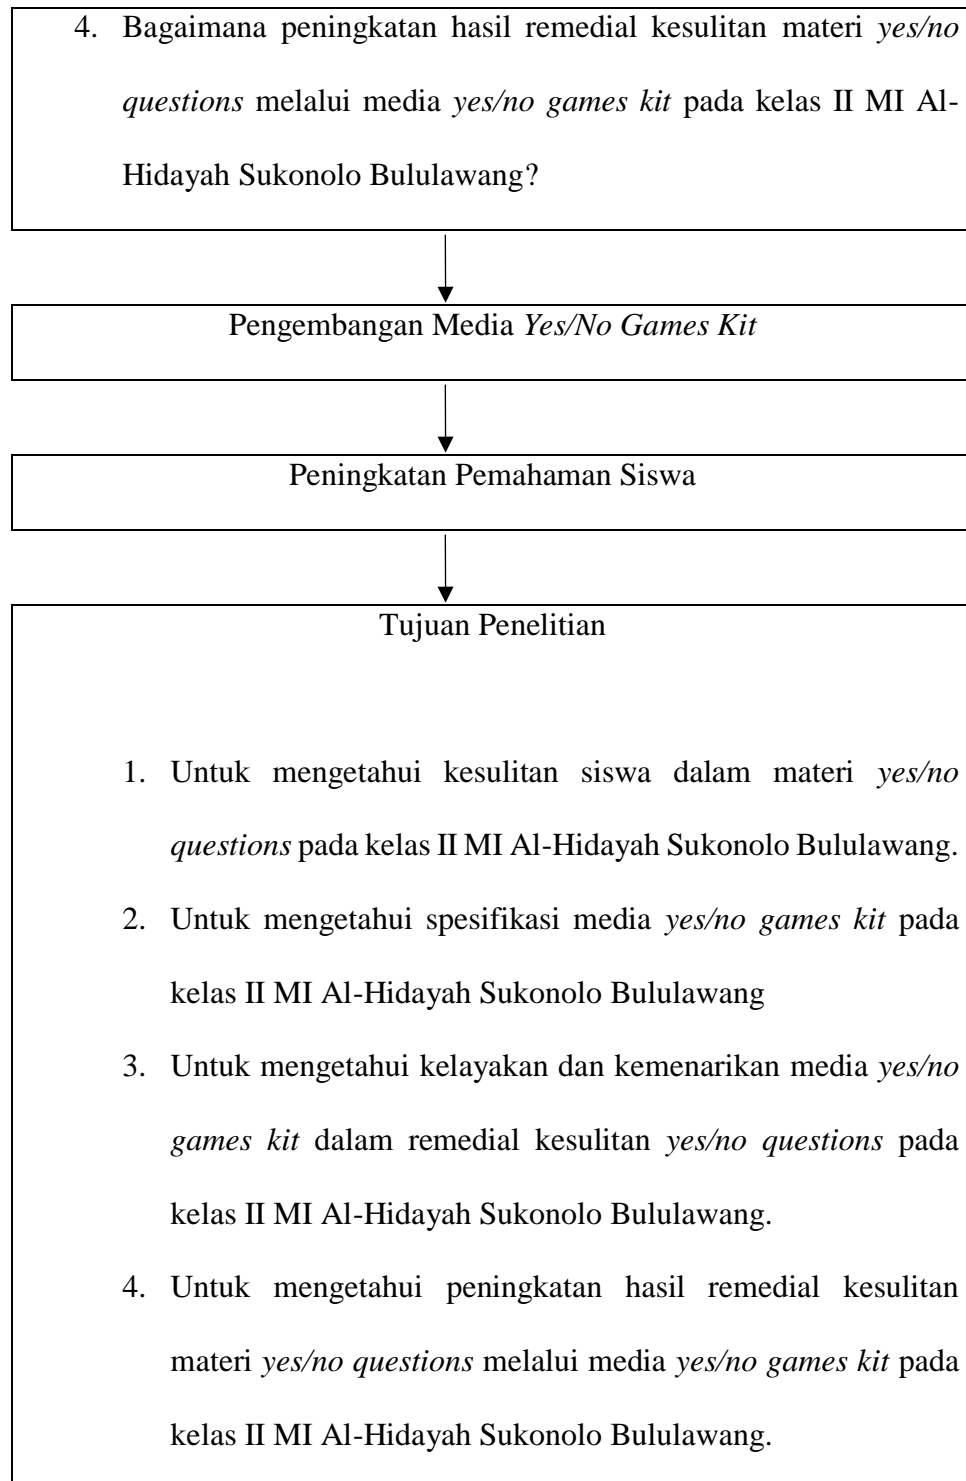 4. Bagaimana peningkatan hasil remedial kesulitan materi yes/no
questions melalui media yes/no games kit pada kelas II MI Al-
Hidayah Sukonolo Bululawang?
Pengembangan Media Yes/No Games Kit
Peningkatan Pemahaman Siswa
Tujuan Penelitian
1. Untuk mengetahui kesulitan siswa dalam materi yes/no
questions pada kelas II MI Al-Hidayah Sukonolo Bululawang.
2. Untuk mengetahui spesifikasi media yes/no games kit pada
kelas II MI Al-Hidayah Sukonolo Bululawang
3. Untuk mengetahui kelayakan dan kemenarikan media yes/no
games kit dalam remedial kesulitan yes/no questions pada
kelas II MI Al-Hidayah Sukonolo Bululawang.
4. Untuk mengetahui peningkatan hasil remedial kesulitan
materi yes/no questions melalui media yes/no games kit pada
kelas II MI Al-Hidayah Sukonolo Bululawang.